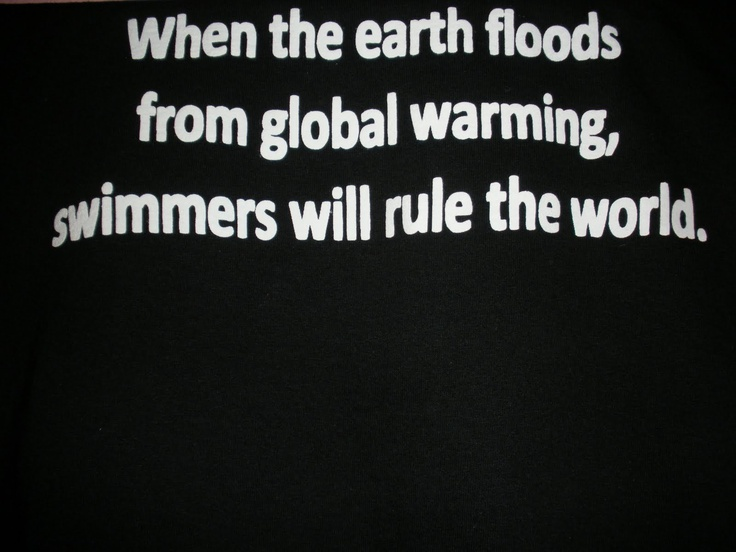 When the earth floods
from global warming,
swimmers will rule the world.